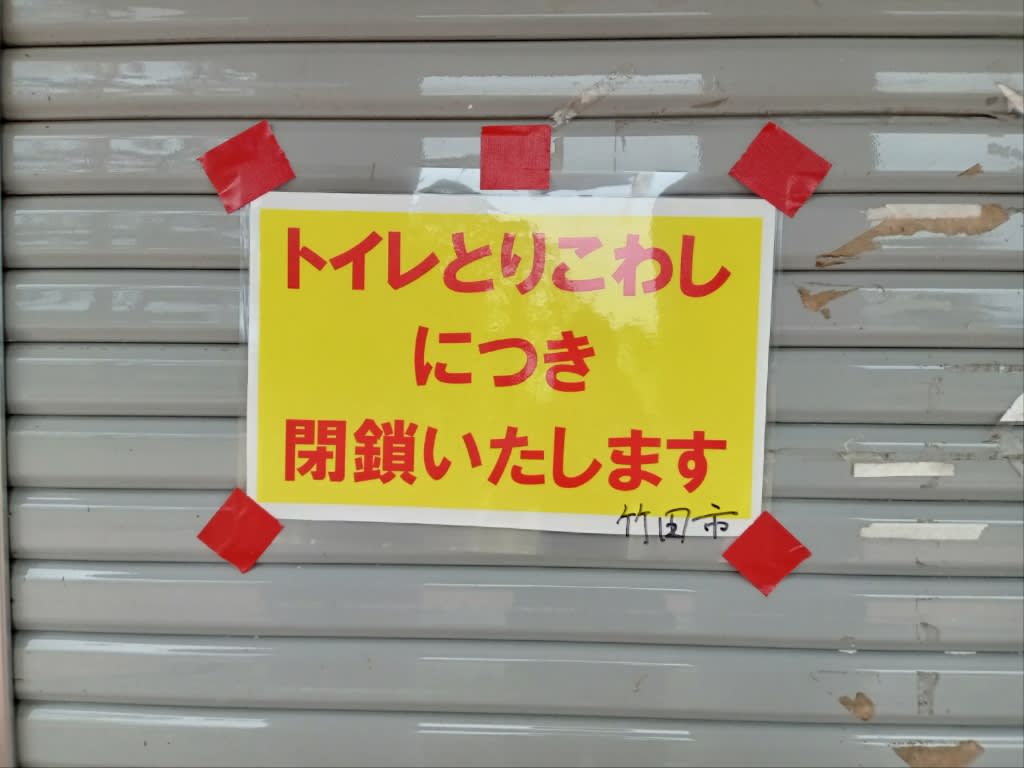 トイレとりこわし
につき
閉鎖いたします
竹田市